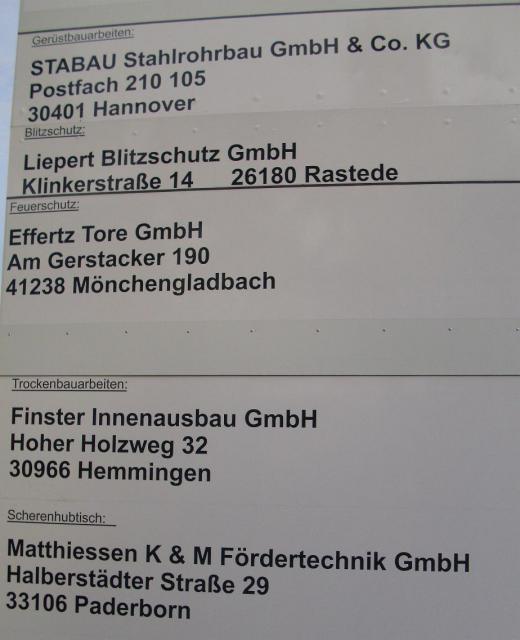 Gerüstbauarbeiten:
STABAU Stahlrohrbau GmbH & Co. KG
Postfach 210 105
30401 Hannover
Blitzschutz:
Liepert Blitzschutz GmbH
Klinkerstraße 14 26180 Rastede
Feuerschutz:
Effertz Tore GmbH
Am Gerstacker 190
41238 Mönchengladbach
Trockenbauarbeiten:
Finster Innenausbau GmbH
Hoher Holzweg 32
30966 Hemmingen
Scherenhubtisch:
Matthiessen K & M Fördertechnik GmbH
Halberstädter Straße 29
33106 Paderborn